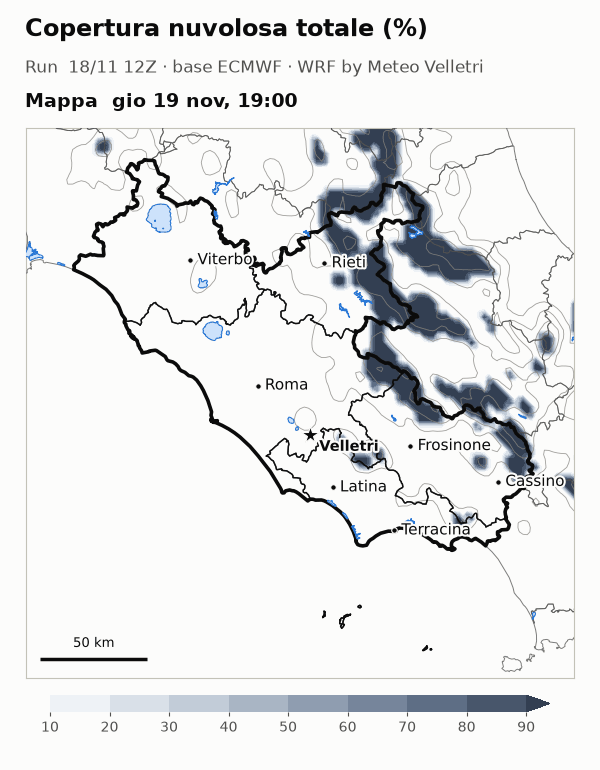 Copertura nuvolosa totale (%)
Run 18/11 12Z · base ECMWF · WRF by Meteo Velletri
Mappa gio 19 nov, 19:00
Viterbo
Rieti
Roma
Velletri
Frosinone
Latina
Cassino
Terracina
50 km
10 20 30 40 50 60 70 80 90